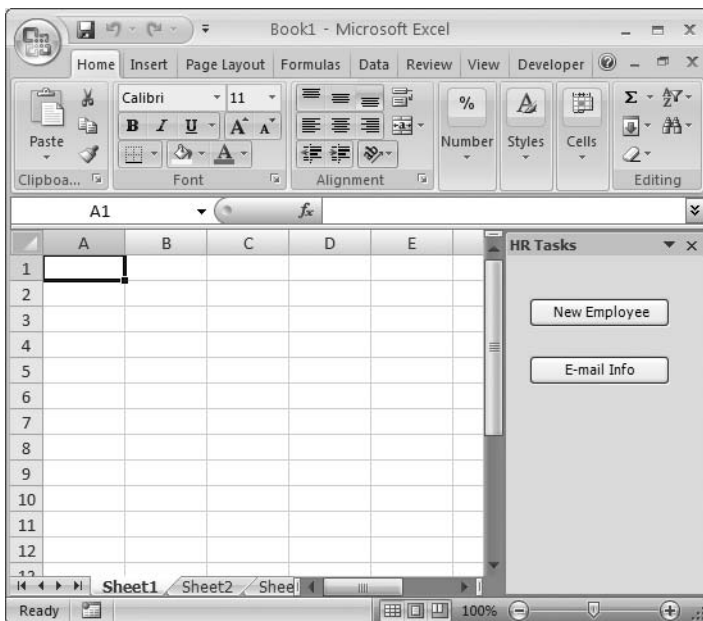 Book1 - Microsoft Excel
Home Insert Page Layout Formulas Data Review View Developer
Paste
Calibri 11
B I U A A
A
% Number
A Styles
Cells
Σ A Z
Clipboa... Font Alignment Editing
A1 fx
A B C D E
HR Tasks
1
2
3
4
5
6
7
8
9
10
11
12
New Employee
E-mail Info
Sheet1 Sheet2 Shee
Ready 100%